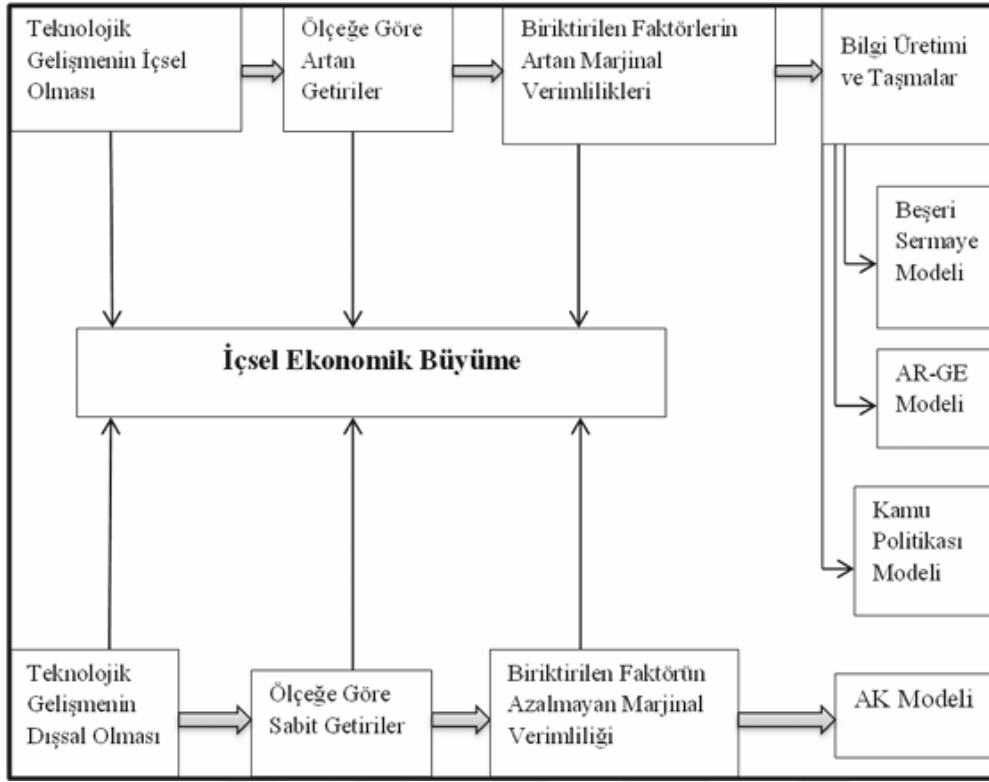 Teknolojik
Gelişmenin İçsel
Olması
Ölçeğe Göre
Artan
Getiriler
Biriktirilen Faktörlerin
Artan Marjinal
Verimlilikleri
Bilgi Üretimi
ve Taşmalar
Beşeri
Sermaye
Modeli
İçsel Ekonomik Büyüme
AR-GE
Modeli
Kamu
Politikası
Modeli
Teknolojik
Gelişmenin
Dışsal Olması
Ölçeğe Göre
Sabit Getiriler
Biriktirilen Faktörün
Azalmayan Marjinal
Verimliliği
AK Modeli